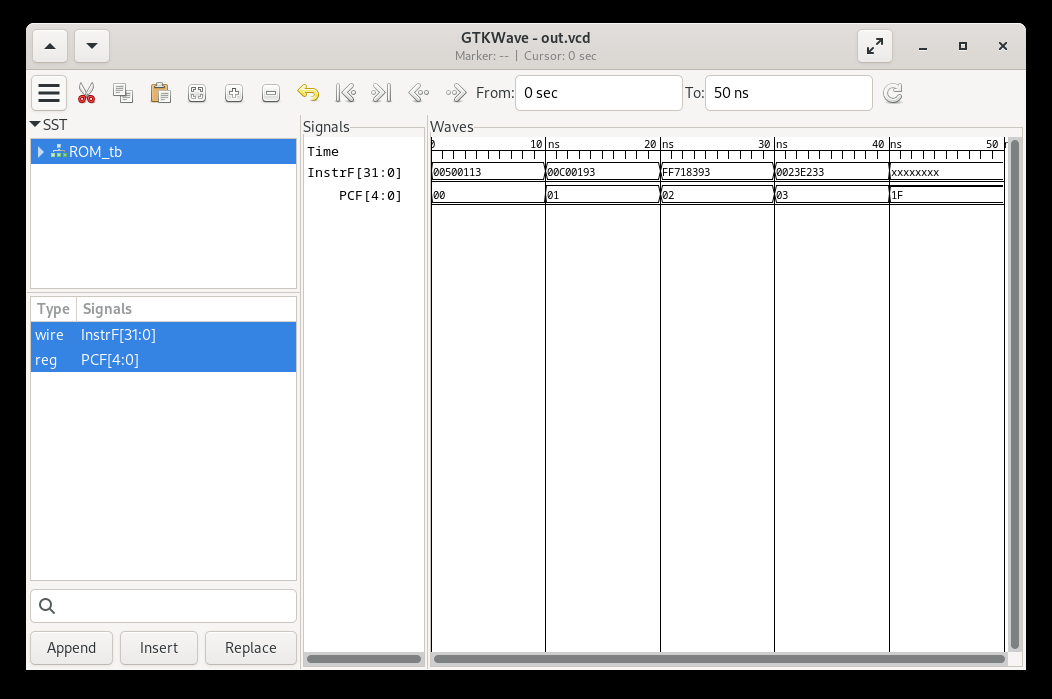 GTKWave - out.vcd
Marker: -- | Cursor: 0 sec
From: 0 sec To: 50 ns
SST
ROM_tb
Type Signals
wire InstrF[31:0]
reg PCF[4:0]
Append Insert Replace
Signals
Time
InstrF[31:0]
PCF[4:0]
Waves
0 10 ns 20 ns 30 ns 40 ns 50
00500113 00C00193 FF718393 0023E233 xxxxxxxx
00 01 02 03 1F